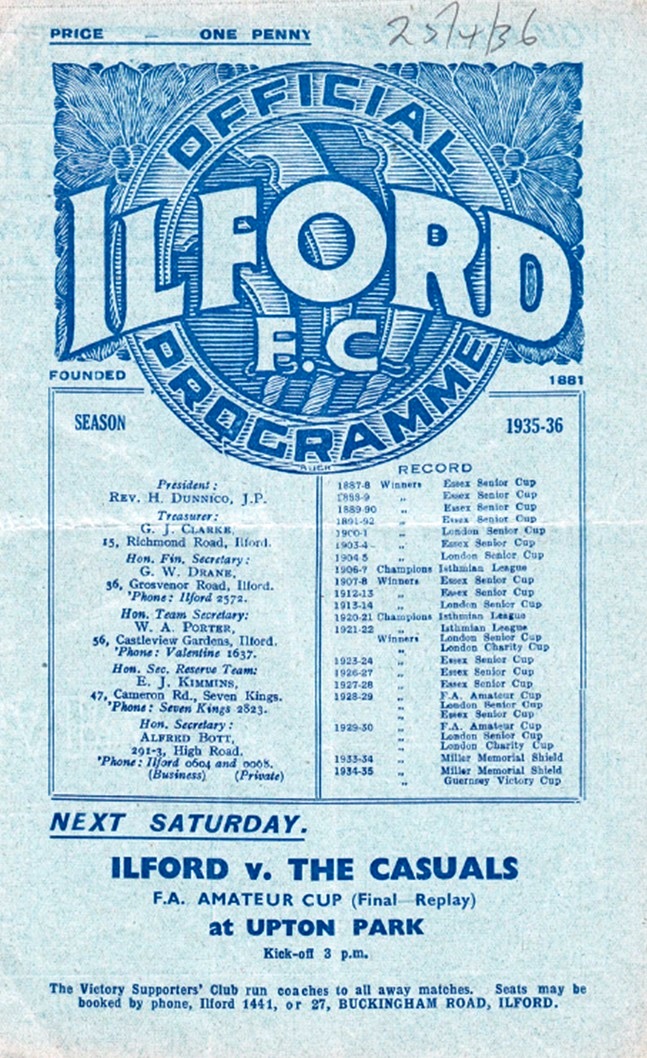 PRICE – ONE PENNY
25/4/36
OFFICIAL
ILFORD
F.C
PROGRAMME
FOUNDED 1881
SEASON 1935-36
President:
REV. H. DUNNICO, J.P.
Treasurer:
G. J. CLARKE,
15, Richmond Road, Ilford.
Hon. Fin. Secretary:
G. W. DRANE,
36, Grosvenor Road, Ilford.
'Phone: Ilford 2572.
Hon. Team Secretary:
W. A. PORTER,
56, Castleview Gardens, Ilford.
'Phone: Valentine 1637.
Hon. Sec. Reserve Team:
E. J. KIMMINS,
47, Cameron Rd., Seven Kings.
'Phone: Seven Kings 2823.
Hon. Secretary:
ALFRED BOTT,
291-3, High Road.
'Phone: Ilford 0604 and 0068.
(Business) (Private)
RECORD
1887-8 Winners Essex Senior Cup
1888-9 „ Essex Senior Cup
1889-90 „ Essex Senior Cup
1891-92 „ Essex Senior Cup
1900-1 „ London Senior Cup
1903-4 „ Essex Senior Cup
1904-5 „ London Senior Cup
1906-7 Champions Isthmian League
1907-8 Winners Essex Senior Cup
1912-13 „ Essex Senior Cup
1913-14 „ London Senior Cup
1920-21 Champions Isthmian League
1921-22 „ Isthmian League
Winners London Senior Cup
„ London Charity Cup
1923-24 „ Essex Senior Cup
1926-27 „ Essex Senior Cup
1927-28 „ Essex Senior Cup
1928-29 „ F.A. Amateur Cup
„ London Senior Cup
„ Essex Senior Cup
1929-30 „ F.A. Amateur Cup
„ London Senior Cup
„ London Charity Cup
1933-34 „ Miller Memorial Shield
1934-35 „ Miller Memorial Shield
„ Guernsey Victory Cup
NEXT SATURDAY.
ILFORD v. THE CASUALS
F.A. AMATEUR CUP (Final Replay)
at UPTON PARK
Kick-off 3 p.m.
The Victory Supporters' Club run coaches to all away matches. Seats may be
booked by phone, Ilford 1441, or 27, BUCKINGHAM ROAD, ILFORD.